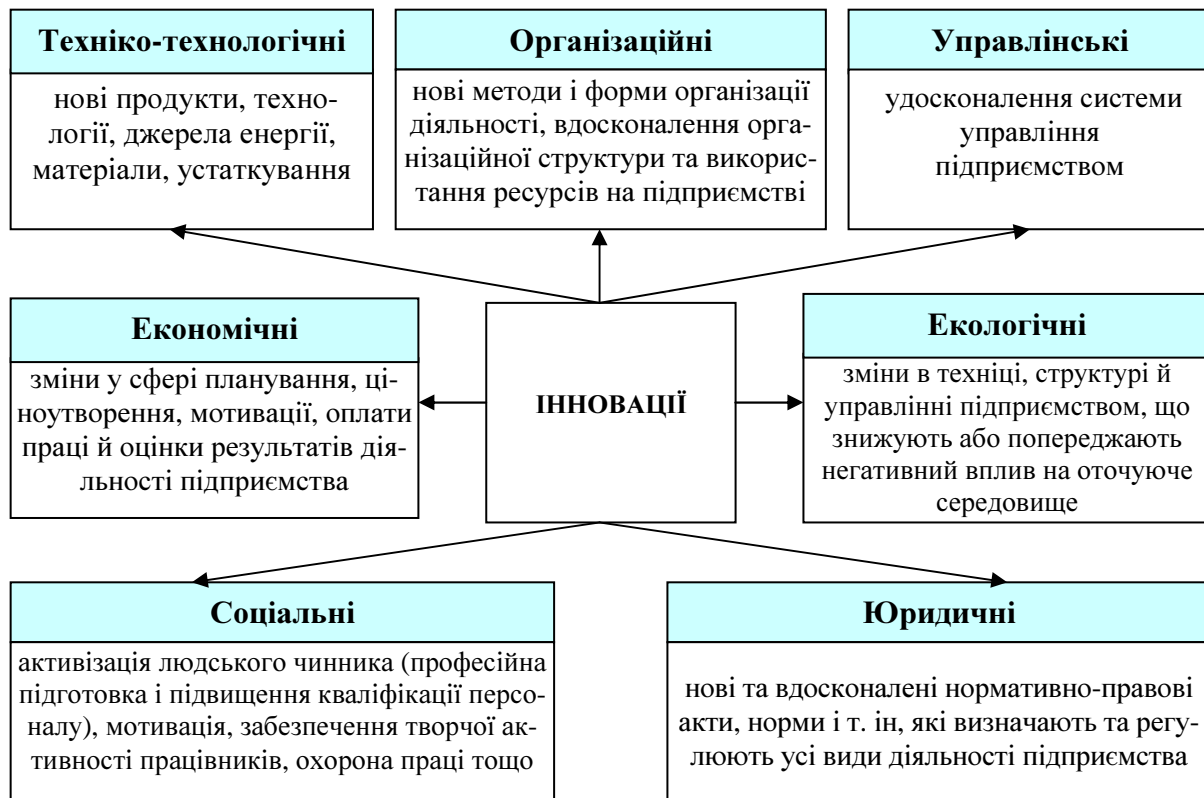 Техніко-технологічні
нові продукти, техно-
логії, джерела енергії,
матеріали, устаткування
Організаційні
нові методи і форми організації
діяльності, вдосконалення орга-
нізаційної структури та викорис-
тання ресурсів на підприємстві
Управлінські
удосконалення системи
управління
підприємством
Економічні
зміни у сфері планування, ці-
ноутворення, мотивації, оплати
праці й оцінки результатів дія-
льності підприємства
ІННОВАЦІЇ
Екологічні
зміни в техніці, структурі й
управлінні підприємством, що
знижують або попереджають
негативний вплив на оточуюче
середовище
Соціальні
активізація людського чинника (професійна
підготовка і підвищення кваліфікації персо-
налу), мотивація, забезпечення творчої ак-
тивності працівників, охорона праці тощо
Юридичні
нові та вдосконалені нормативно-правові
акти, норми і т. ін, які визначають та регу-
люють усі види діяльності підприємства